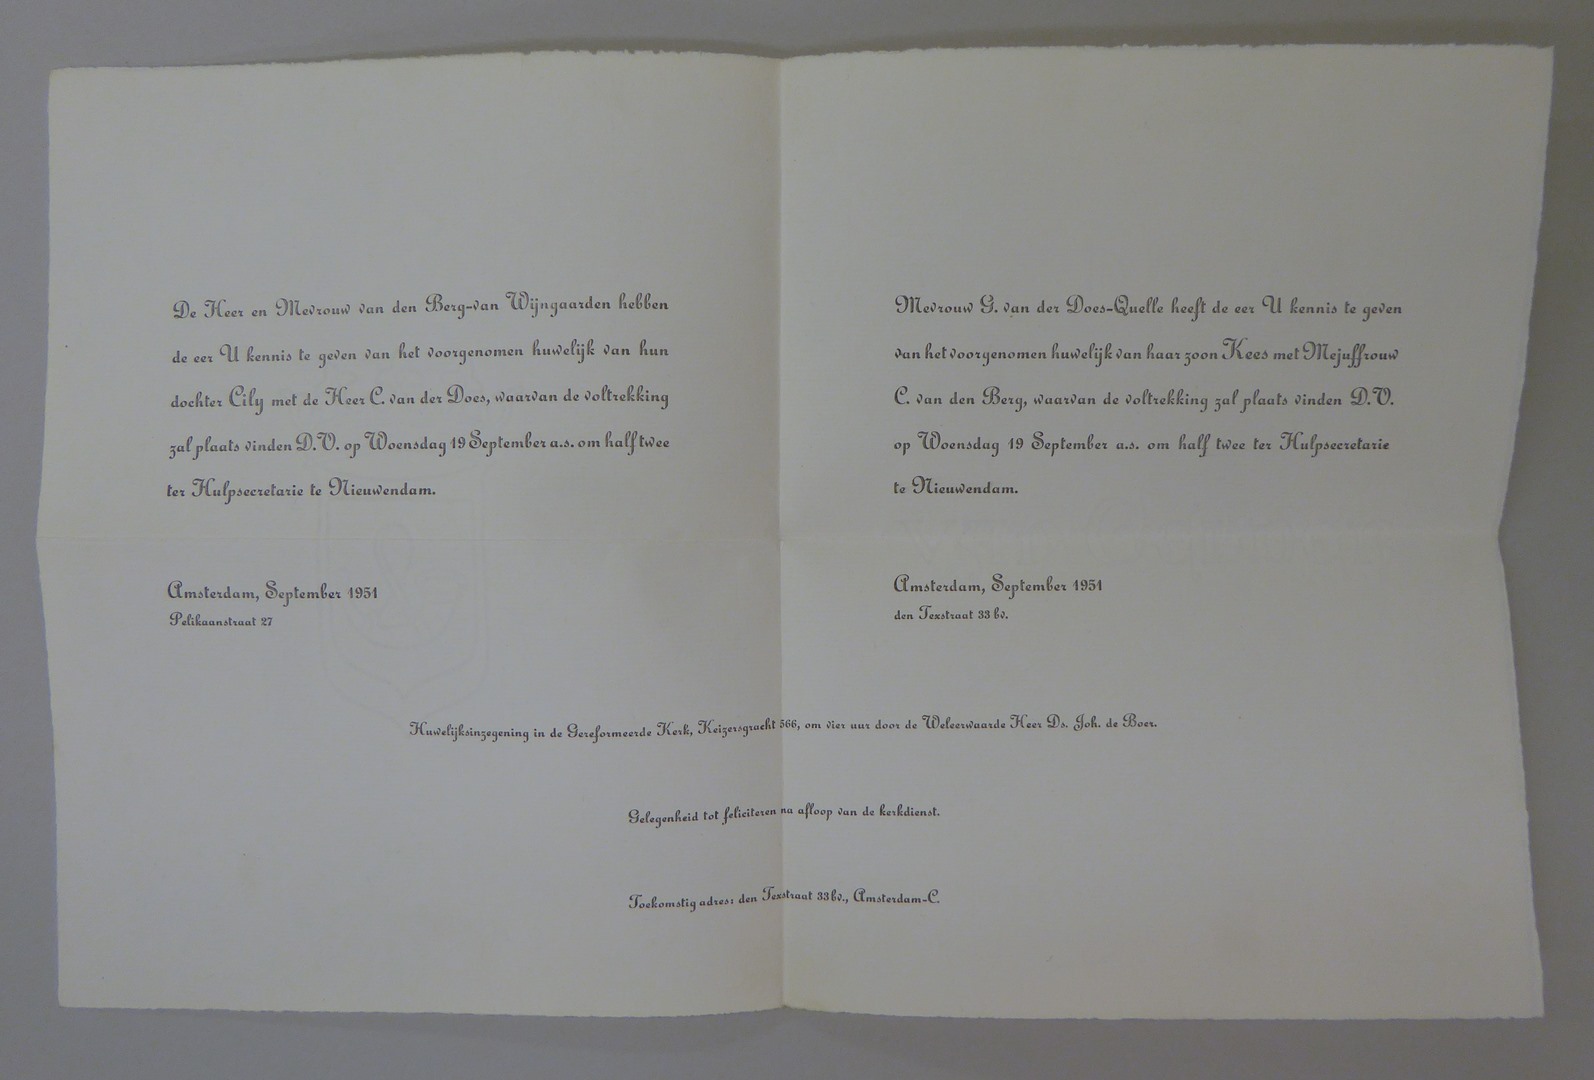 De Heer en Mevrouw van den Berg-van Wijngaarden hebben
de eer U kennis te geven van het voorgenomen huwelijk van hun
dochter Cily met de Heer C. van der Does, waarvan de voltrekking
zal plaats vinden D.V. op Woensdag 19 September a.s. om half twee
ter Hulpsecretarie te Nieuwendam.
Amsterdam, September 1951
Pelikaanstraat 27
Mevrouw G. van der Does-Quelle heeft de eer U kennis te geven
van het voorgenomen huwelijk van haar zoon Kees met Mejuffrouw
C. van den Berg, waarvan de voltrekking zal plaats vinden D.V.
op Woensdag 19 September a.s. om half twee ter Hulpsecretarie
te Nieuwendam.
Amsterdam, September 1951
den Texstraat 33 bv.
Huwelijksinzegening in de Gereformeerde Kerk, Keizersgracht 566, om vier uur door de Weleerwaarde Heer Ds. Joh. de Boer.
Gelegenheid tot feliciteren na afloop van de kerkdienst.
Toekomstig adres: den Texstraat 33 bv., Amsterdam-C.